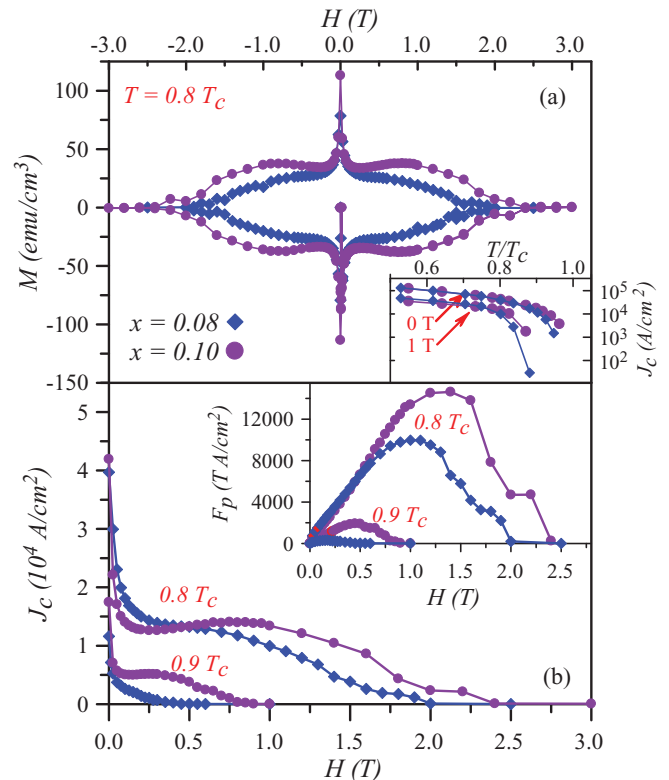 H (T)
-3.0 -2.0 -1.0 0.0 1.0 2.0 3.0
T = 0.8 T_C (a)
100
50
0
-50
-100
-150
M (emu/cm³)
x = 0.08
x = 0.10
T/T_C
0.6 0.8 1.0
0 T
1 T
10⁵
10⁴
10³
10²
J_C (A/cm²)
5
4
3
2
1
0
J_C (10⁴ A/cm²)
12000
8000
4000
0
F_p (T A/cm²)
0.8 T_C
0.9 T_C
0.0 0.5 1.0 1.5 2.0 2.5
H (T)
0.8 T_C
0.9 T_C
(b)
0.0 0.5 1.0 1.5 2.0 2.5 3.0
H (T)